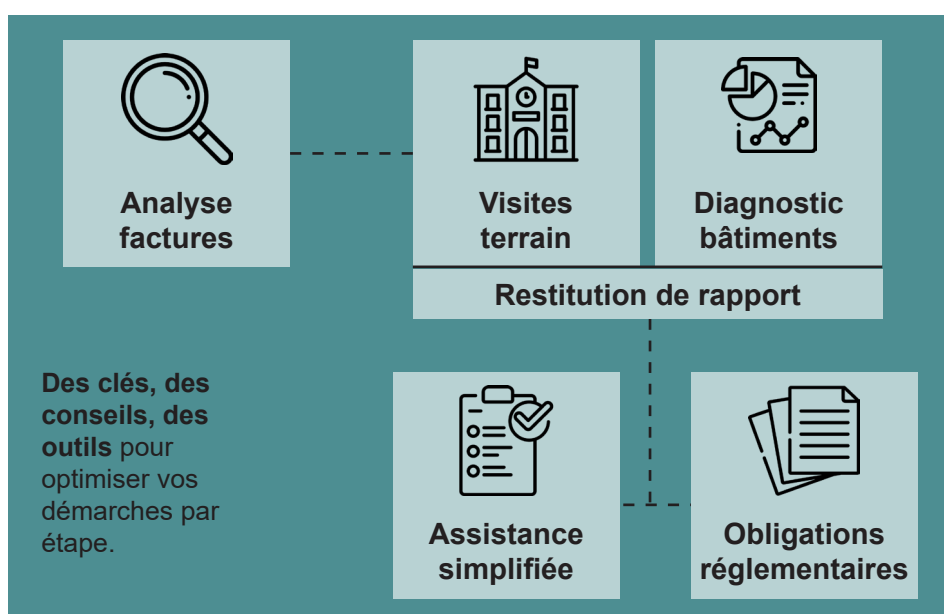 Analyse
factures
Visites
terrain
Diagnostic
bâtiments
Restitution de rapport
Des clés, des
conseils, des
outils pour
optimiser vos
démarches par
étape.
Assistance
simplifiée
Obligations
réglementaires